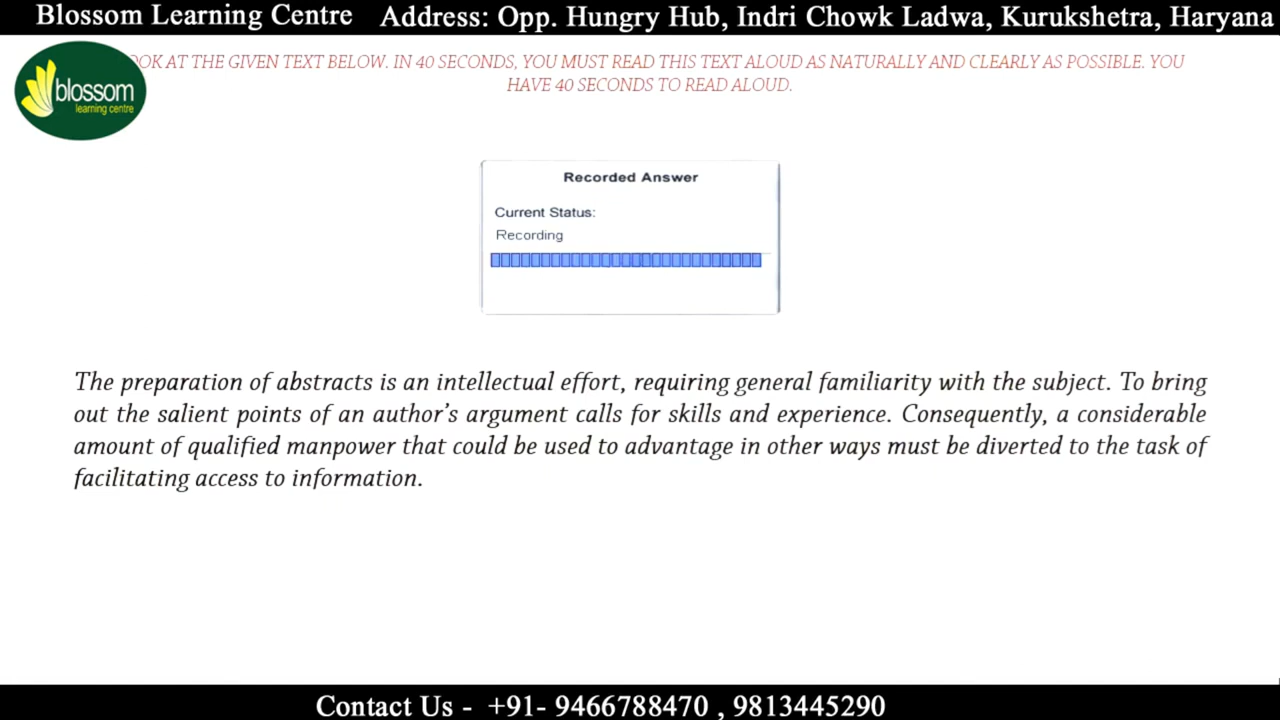 Blossom Learning Centre Address: Opp. Hungry Hub, Indri Chowk Ladwa, Kurukshetra, Haryana
AT THE GIVEN TEXT BELOW. IN 40 SECONDS, YOU MUST READ THIS TEXT ALOUD AS NATURALLY AND CLEARLY AS POSSIBLE. YOU
HAVE 40 SECONDS TO READ ALOUD.
blossom
learning centre
Recorded Answer
Current Status:
Recording
The preparation of abstracts is an intellectual effort, requiring general familiarity with the subject. To bring
out the salient points of an author's argument calls for skills and experience. Consequently, a considerable
amount of qualified manpower that could be used to advantage in other ways must be diverted to the task of
facilitating access to information.
Contact Us - +91- 9466788470 , 9813445290